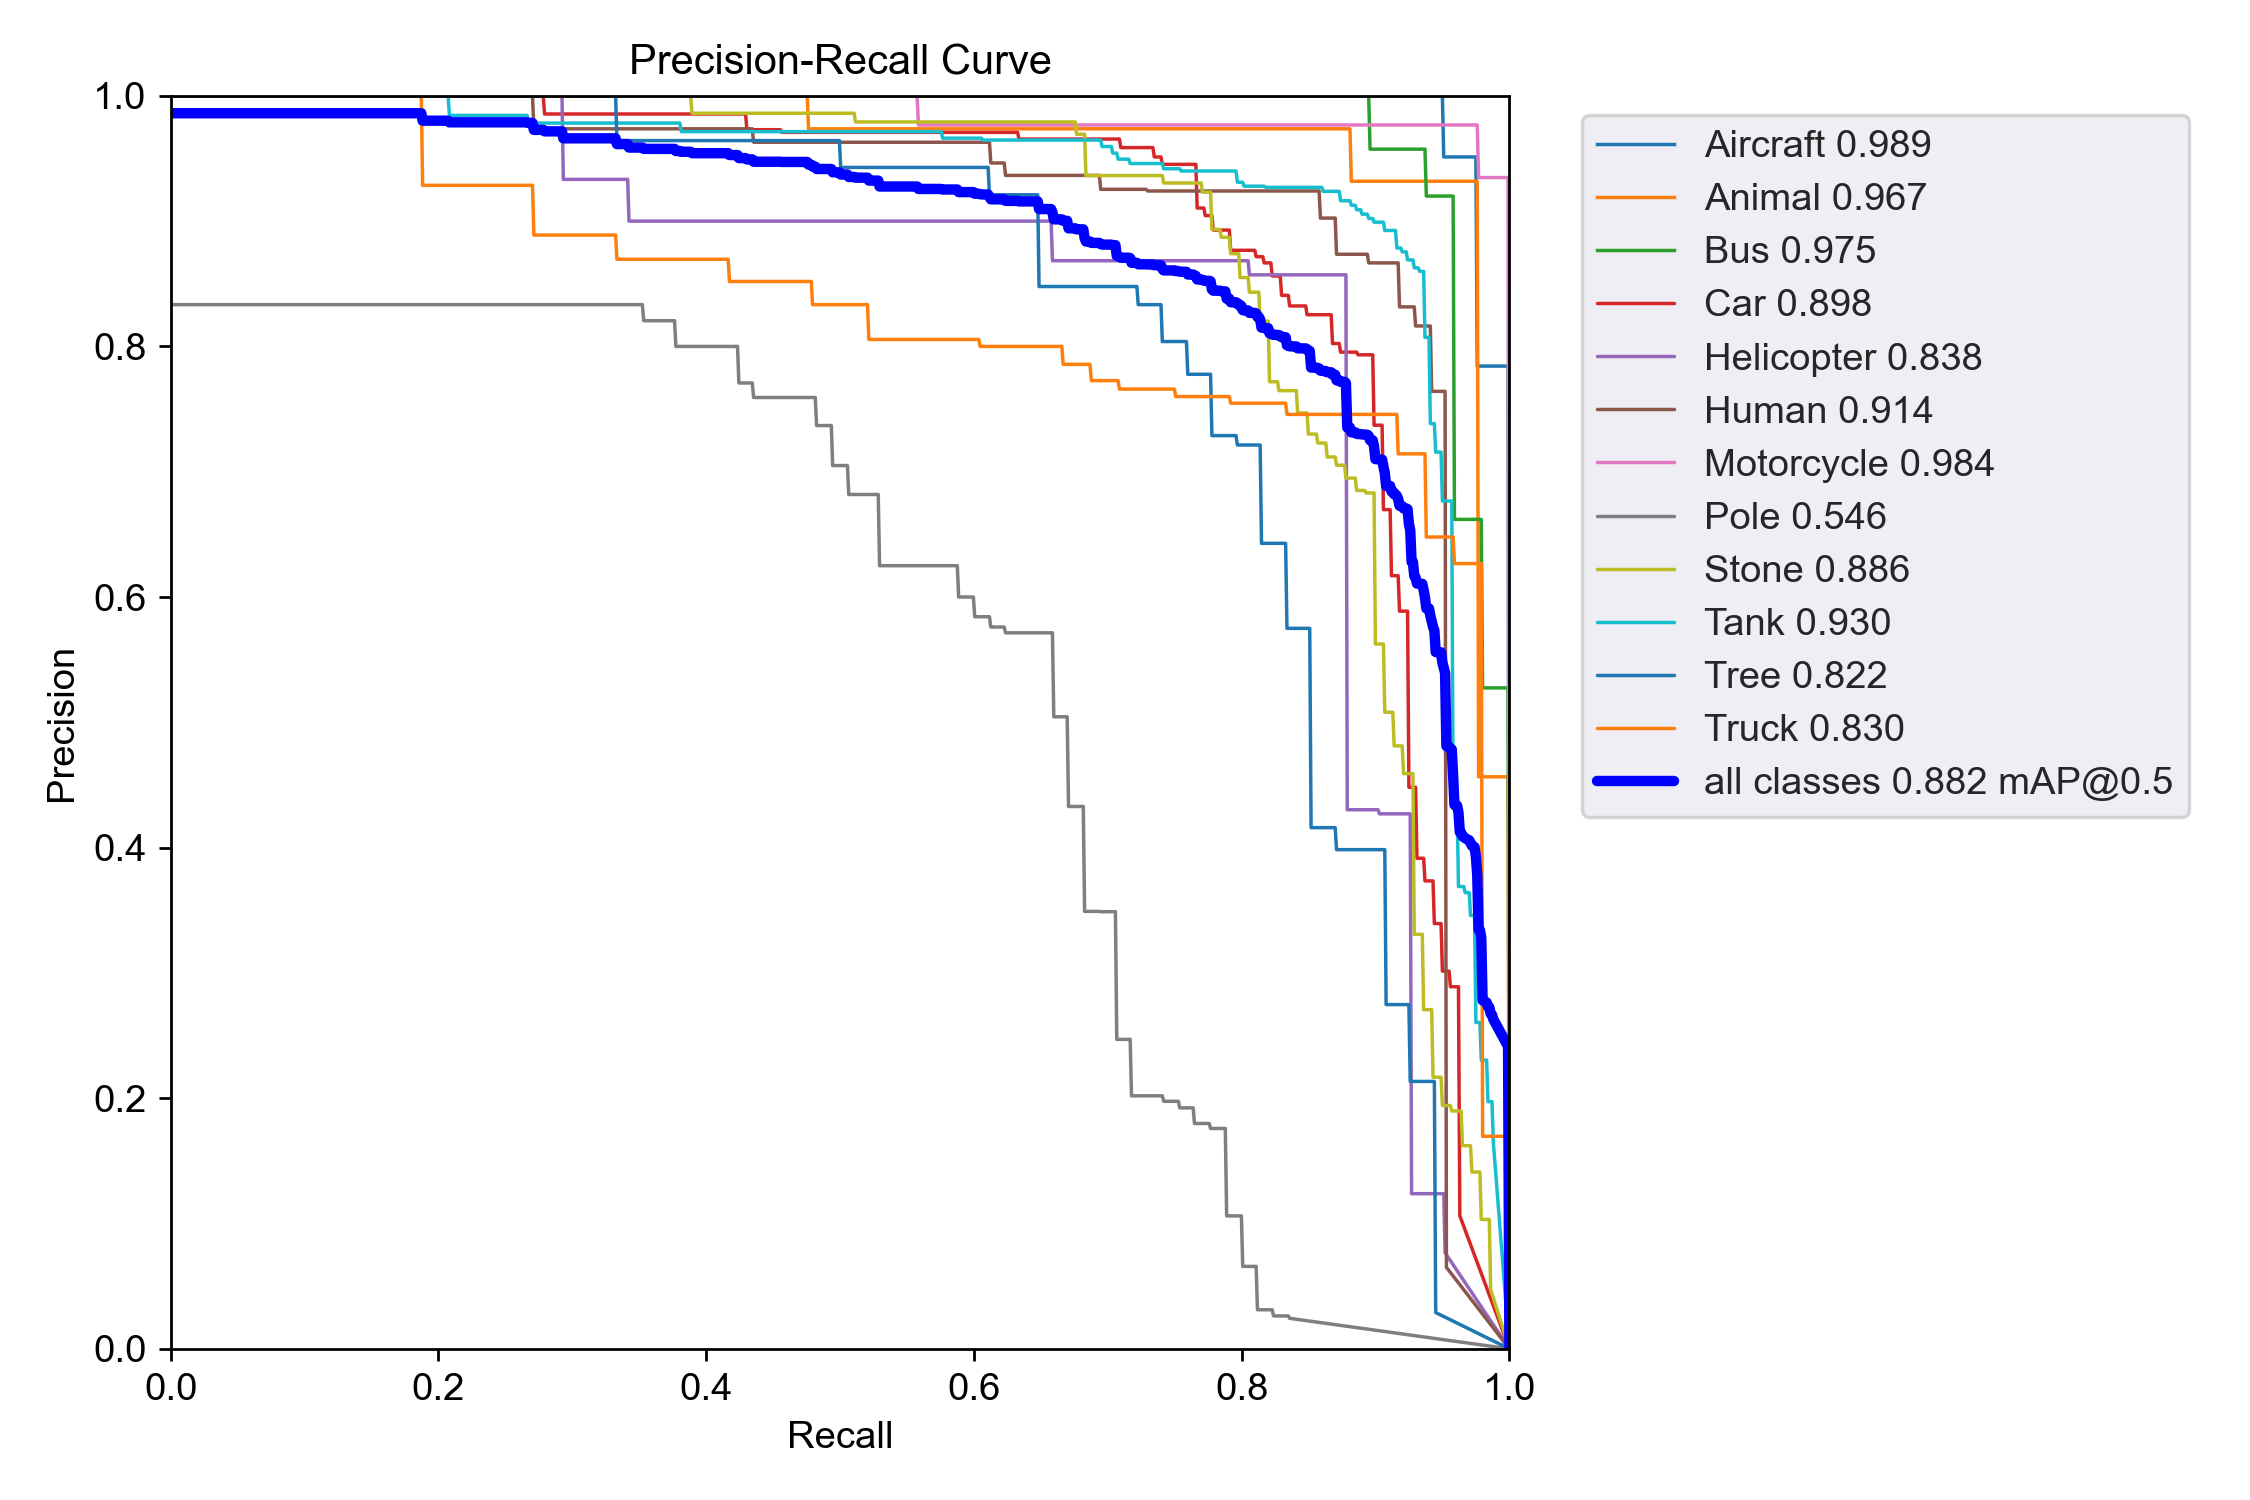 Precision-Recall Curve
1.0
0.8
0.6
0.4
0.2
0.0
Precision
0.0 0.2 0.4 0.6 0.8 1.0
Recall
Aircraft 0.989
Animal 0.967
Bus 0.975
Car 0.898
Helicopter 0.838
Human 0.914
Motorcycle 0.984
Pole 0.546
Stone 0.886
Tank 0.930
Tree 0.822
Truck 0.830
all classes 0.882 mAP@0.5